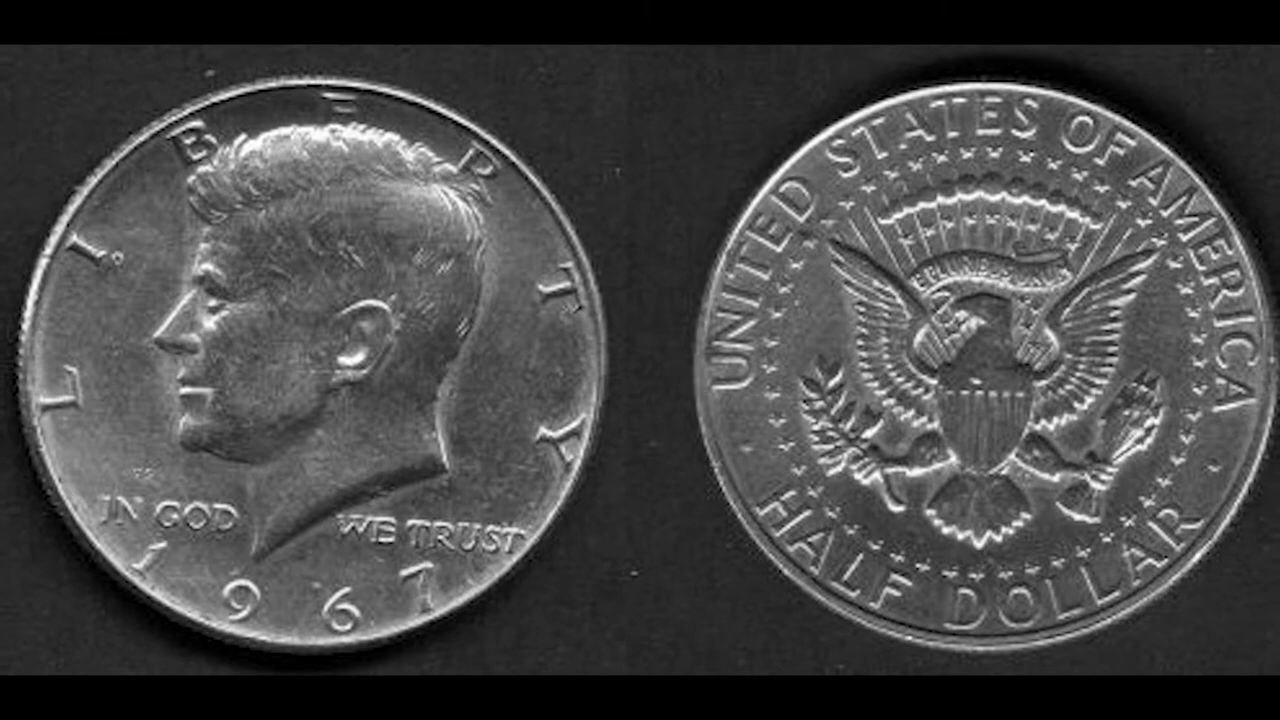 LIBERTY
IN GOD WE TRUST
1967
UNITED STATES OF AMERICA
HALF DOLLAR